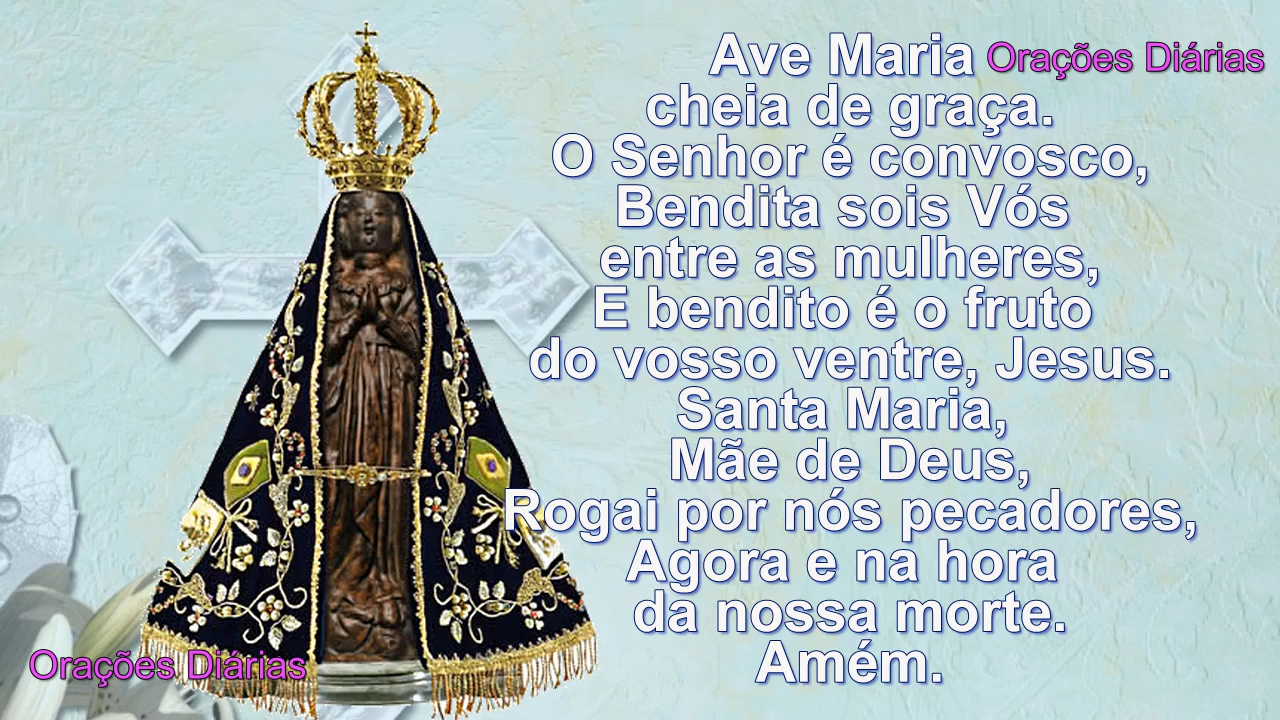 Ave Maria Orações Diárias
cheia de graça.
O Senhor é convosco,
Bendita sois Vós
entre as mulheres,
E bendito é o fruto
do vosso ventre, Jesus.
Santa Maria,
Mãe de Deus,
Rogai por nós pecadores,
Agora e na hora
da nossa morte.
Amém.
Orações Diárias